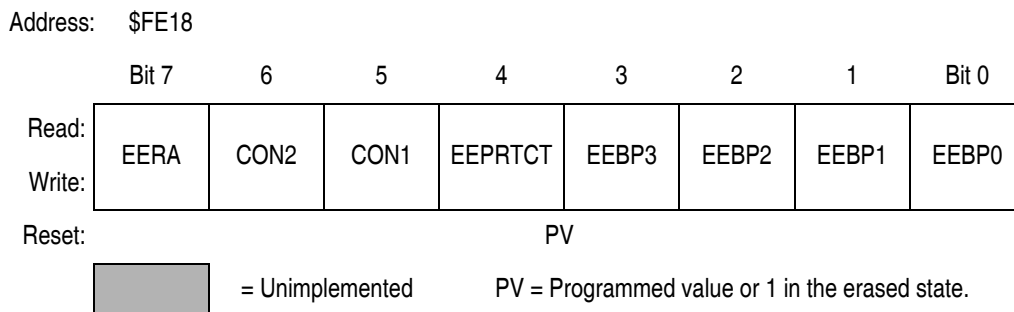 Address: $FE18
Bit 7 6 5 4 3 2 1 Bit 0
Read:
EERA CON2 CON1 EEPRTCT EEBP3 EEBP2 EEBP1 EEBP0
Write:
Reset: PV
= Unimplemented PV = Programmed value or 1 in the erased state.